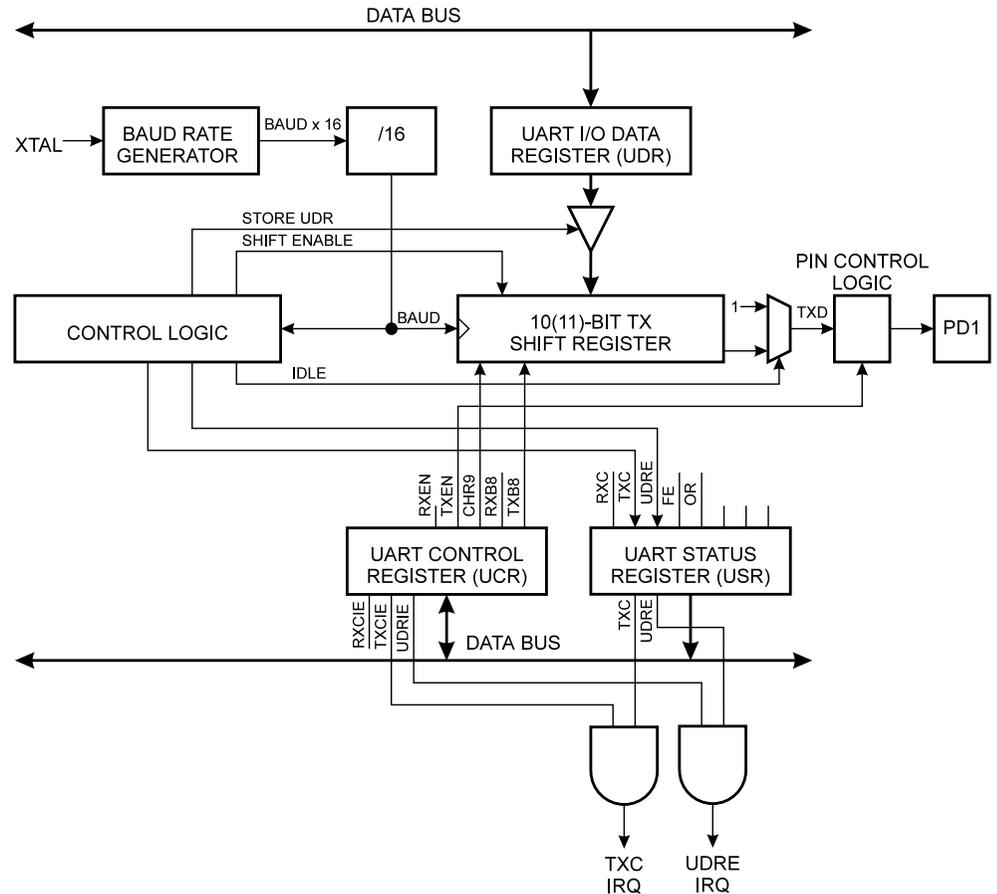 DATA BUS
XTAL
BAUD RATE
GENERATOR
BAUD x 16
/16
UART I/O DATA
REGISTER (UDR)
STORE UDR
SHIFT ENABLE
CONTROL LOGIC
BAUD
10(11)-BIT TX
SHIFT REGISTER
1
TXD
PIN CONTROL
LOGIC
PD1
IDLE
RXEN
TXEN
CHR9
RXB8
TXB8
RXC
TXC
UDRE
FE
OR
UART CONTROL
REGISTER (UCR)
UART STATUS
REGISTER (USR)
RXCIE
TXCIE
UDRIE
TXC
UDRE
DATA BUS
TXC
IRQ
UDRE
IRQ